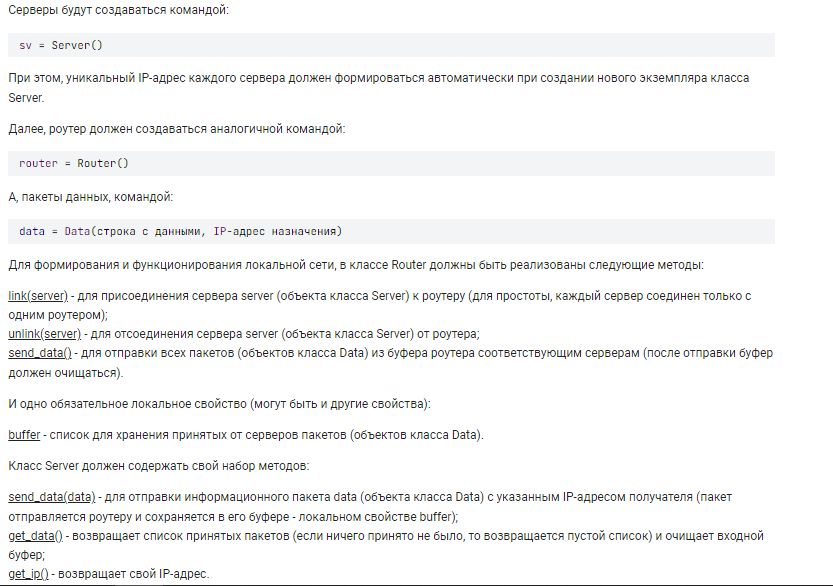 Серверы будут создаваться командой:
sv = Server()
При этом, уникальный IP-адрес каждого сервера должен формироваться автоматически при создании нового экземпляра класса
Server.
Далее, роутер должен создаваться аналогичной командой:
router = Router()
А, пакеты данных, командой:
data = Data(строка с данными, IP-адрес назначения)
Для формирования и функционирования локальной сети, в классе Router должны быть реализованы следующие методы:
link(server) - для присоединения сервера server (объекта класса Server) к роутеру (для простоты, каждый сервер соединен только с
одним роутером);
unlink(server) - для отсоединения сервера server (объекта класса Server) от роутера;
send_data() - для отправки всех пакетов (объектов класса Data) из буфера роутера соответствующим серверам (после отправки буфер
должен очищаться).
И одно обязательное локальное свойство (могут быть и другие свойства):
buffer - список для хранения принятых от серверов пакетов (объектов класса Data).
Класс Server должен содержать свой набор методов:
send_data(data) - для отправки информационного пакета data (объекта класса Data) с указанным IP-адресом получателя (пакет
отправляется роутеру и сохраняется в его буфере - локальном свойстве buffer);
get_data() - возвращает список принятых пакетов (если ничего принято не было, то возвращается пустой список) и очищает входной
буфер;
get_ip() - возвращает свой IP-адрес.